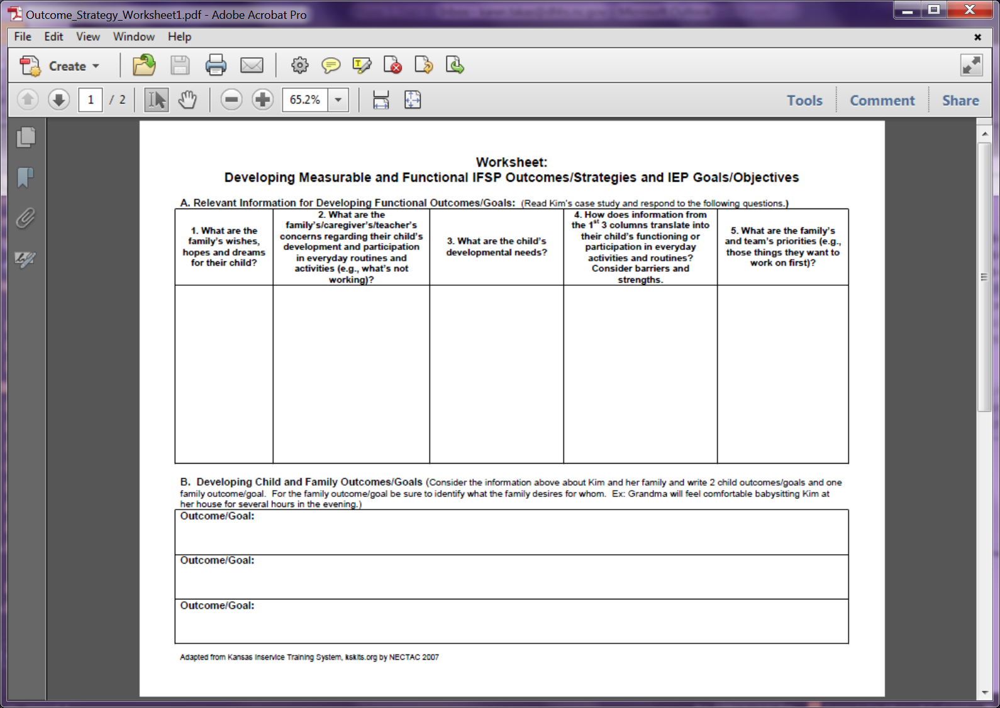 Outcome_Strategy_Worksheet1.pdf - Adobe Acrobat Pro
File Edit View Window Help
Create
1 / 2 65.2% Tools Comment Share
Worksheet:
Developing Measurable and Functional IFSP Outcomes/Strategies and IEP Goals/Objectives
A. Relevant Information for Developing Functional Outcomes/Goals: (Read Kim's case study and respond to the following questions.)
1. What are the
family's wishes,
hopes and dreams
for their child?
2. What are the
family's/caregiver's/teacher's
concerns regarding their child's
development and participation
in everyday routines and
activities (e.g., what's not
working)?
3. What are the child's
developmental needs?
4. How does information from
the 1st 3 columns translate into
their child's functioning or
participation in everyday
activities and routines?
Consider barriers and
strengths.
5. What are the family's
and team's priorities (e.g.,
those things they want to
work on first)?
B. Developing Child and Family Outcomes/Goals (Consider the information above about Kim and her family and write 2 child outcomes/goals and one
family outcome/goal. For the family outcome/goal be sure to identify what the family desires for whom. Ex: Grandma will feel comfortable babysitting Kim at
her house for several hours in the evening.)
Outcome/Goal:
Outcome/Goal:
Outcome/Goal:
Adapted from Kansas Inservice Training System, kskits.org by NECTAC 2007